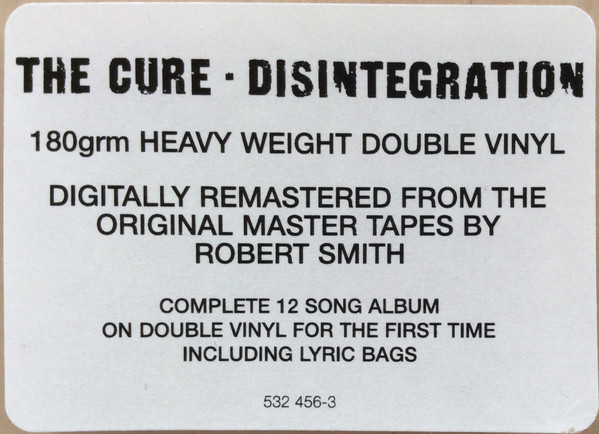 THE CURE · DISINTEGRATION
180grm HEAVY WEIGHT DOUBLE VINYL
DIGITALLY REMASTERED FROM THE
ORIGINAL MASTER TAPES BY
ROBERT SMITH
COMPLETE 12 SONG ALBUM
ON DOUBLE VINYL FOR THE FIRST TIME
INCLUDING LYRIC BAGS
532 456-3